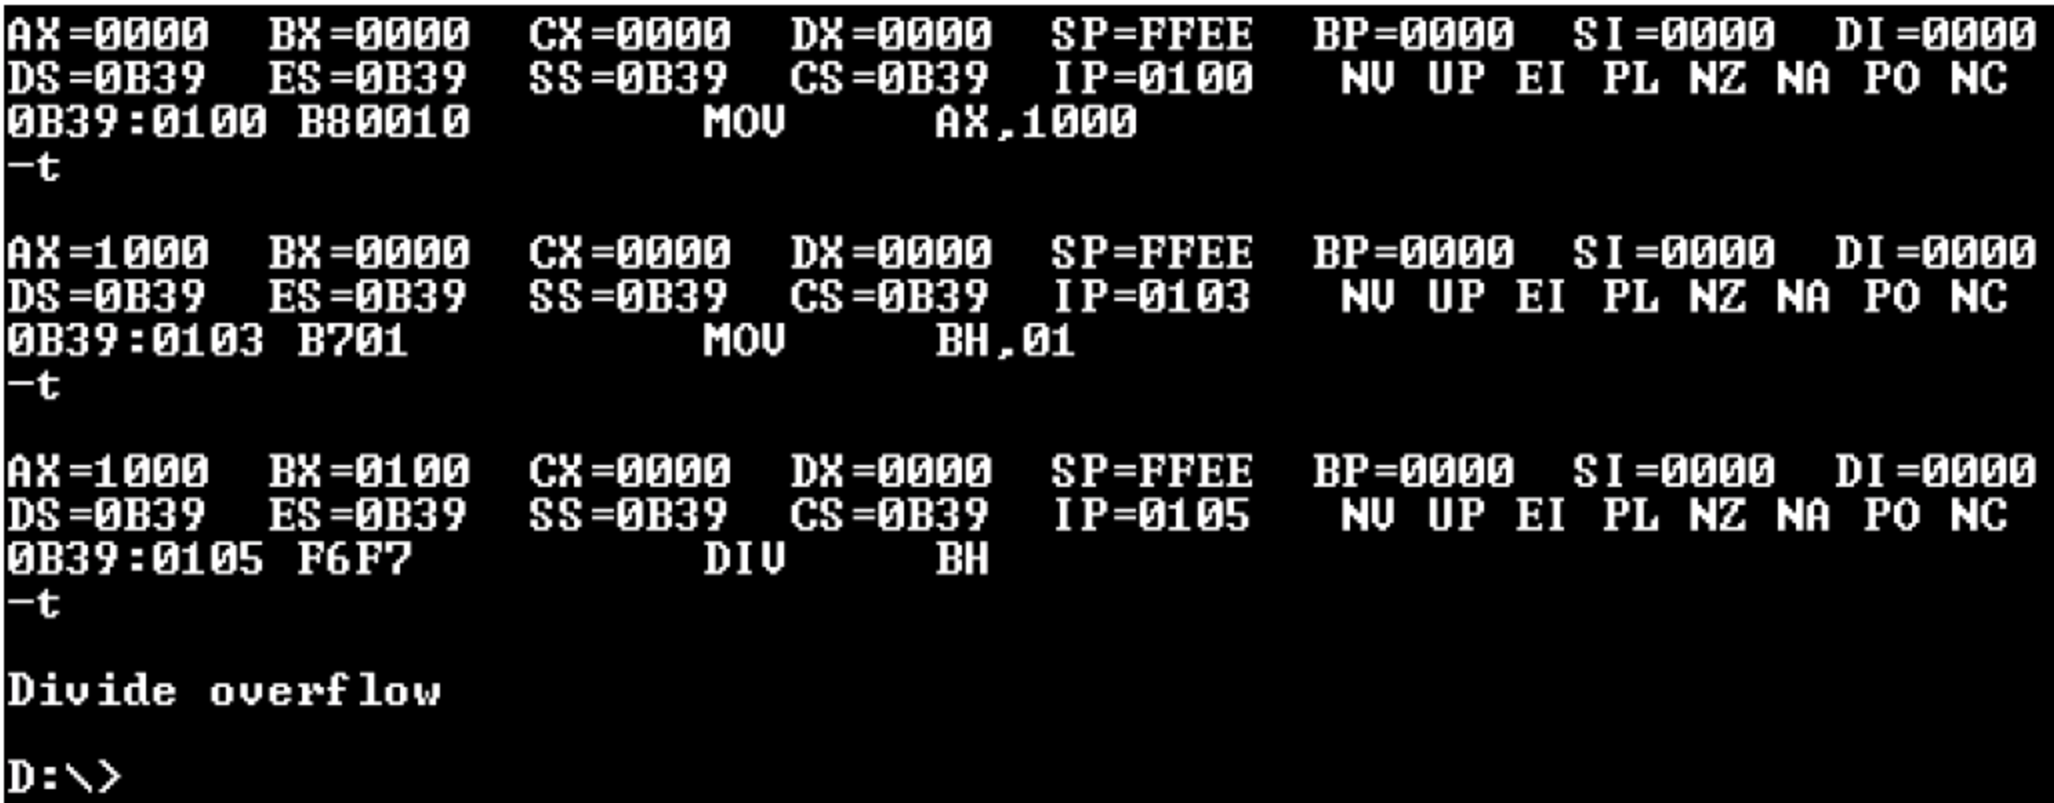 AX=0000  BX=0000  CX=0000  DX=0000  SP=FFEE  BP=0000  SI=0000  DI=0000
DS=0B39  ES=0B39  SS=0B39  CS=0B39  IP=0100   NV UP EI PL NZ NA PO NC
0B39:0100 B80010        MOV     AX,1000
-t
AX=1000  BX=0000  CX=0000  DX=0000  SP=FFEE  BP=0000  SI=0000  DI=0000
DS=0B39  ES=0B39  SS=0B39  CS=0B39  IP=0103   NV UP EI PL NZ NA PO NC
0B39:0103 B701          MOV     BH,01
-t
AX=1000  BX=0100  CX=0000  DX=0000  SP=FFEE  BP=0000  SI=0000  DI=0000
DS=0B39  ES=0B39  SS=0B39  CS=0B39  IP=0105   NV UP EI PL NZ NA PO NC
0B39:0105 F6F7          DIV     BH
-t
Divide overflow
D:\>